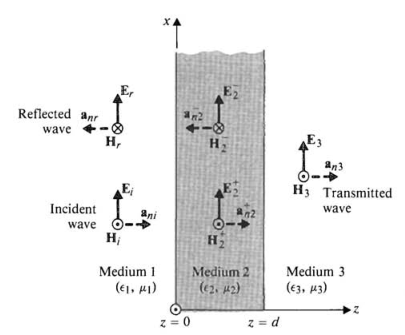 x
E_r
E_2^-
Reflected
a_nr
a_n2^-
E_3
wave
H_r
H_2^-
a_n3
H_3
Transmitted
E_i
E_2^+
wave
Incident
a_ni
a_n2^+
wave
H_i
H_2^+
Medium 1
Medium 2
Medium 3
(ϵ₁, μ₁)
(ϵ₂, μ₂)
(ϵ₃, μ₃)
z
z = 0
z = d